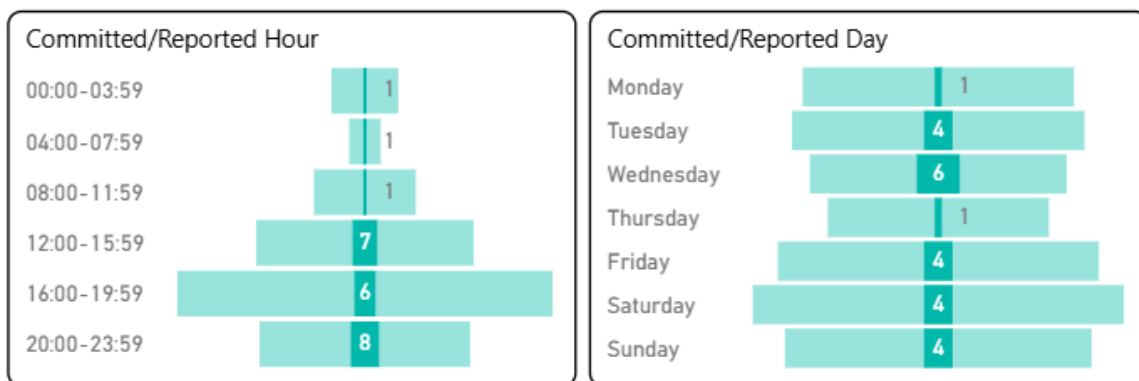 Committed/Reported Hour
00:00-03:59 1
04:00-07:59 1
08:00-11:59 1
12:00-15:59 7
16:00-19:59 6
20:00-23:59 8
Committed/Reported Day
Monday 1
Tuesday 4
Wednesday 6
Thursday 1
Friday 4
Saturday 4
Sunday 4